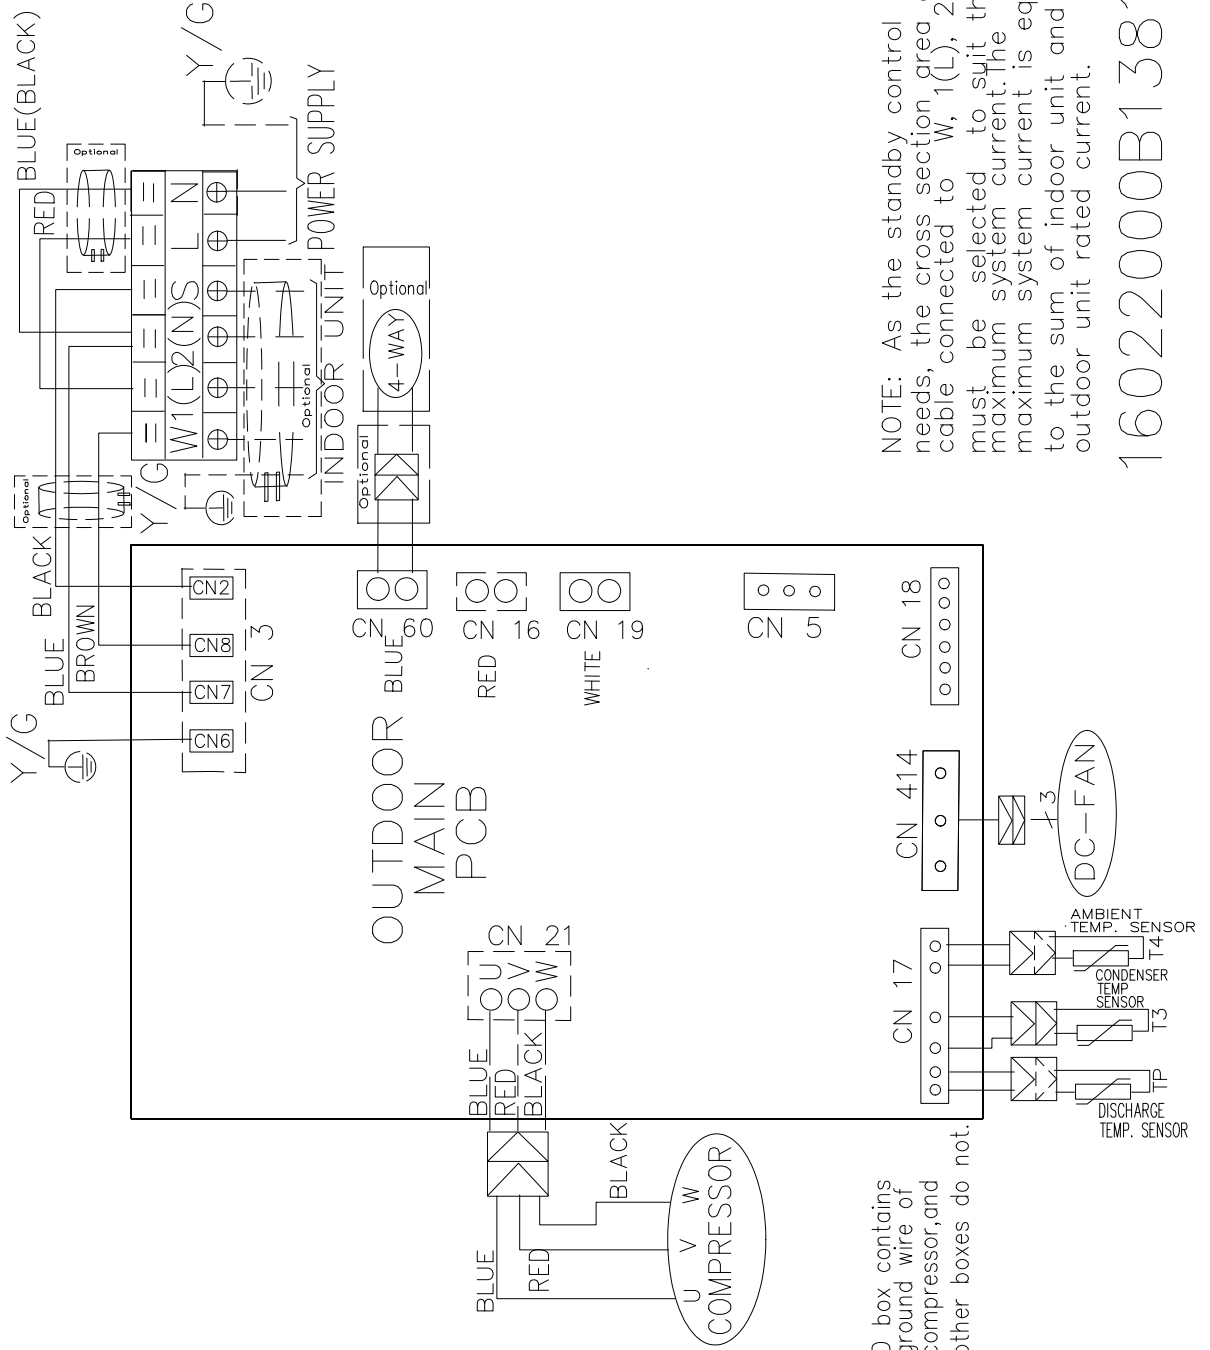 BLUE(BLACK)
RED
Optional
Y/G
POWER SUPPLY
W 1(L) 2(N) S L N
Optional
Y/G
Optional
INDOOR UNIT
BLACK
BLUE
BROWN
Y/G
CN2
CN8
CN7
CN6
CN 3
Optional
4-WAY
Optional
CN 60
BLUE
CN 16
RED
CN 19
WHITE
CN 5
CN 18
OUTDOOR
MAIN
PCB
CN 414
3
DC-FAN
CN 21
U
V
W
BLUE
RED
BLACK
BLUE
RED
BLACK
U V W
COMPRESSOR
CN 17
AMBIENT
TEMP. SENSOR
T4
CONDENSER
TEMP
SENSOR
T3
TP
DISCHARGE
TEMP. SENSOR
NOTE: As the standby control
needs, the cross section area
cable connected to W, 1(L), 2
must be selected to suit
maximum system current.The
maximum system current is
to the sum of indoor unit and
outdoor unit rated current.
box contains
ground wire of
compressor,and
other boxes do not.